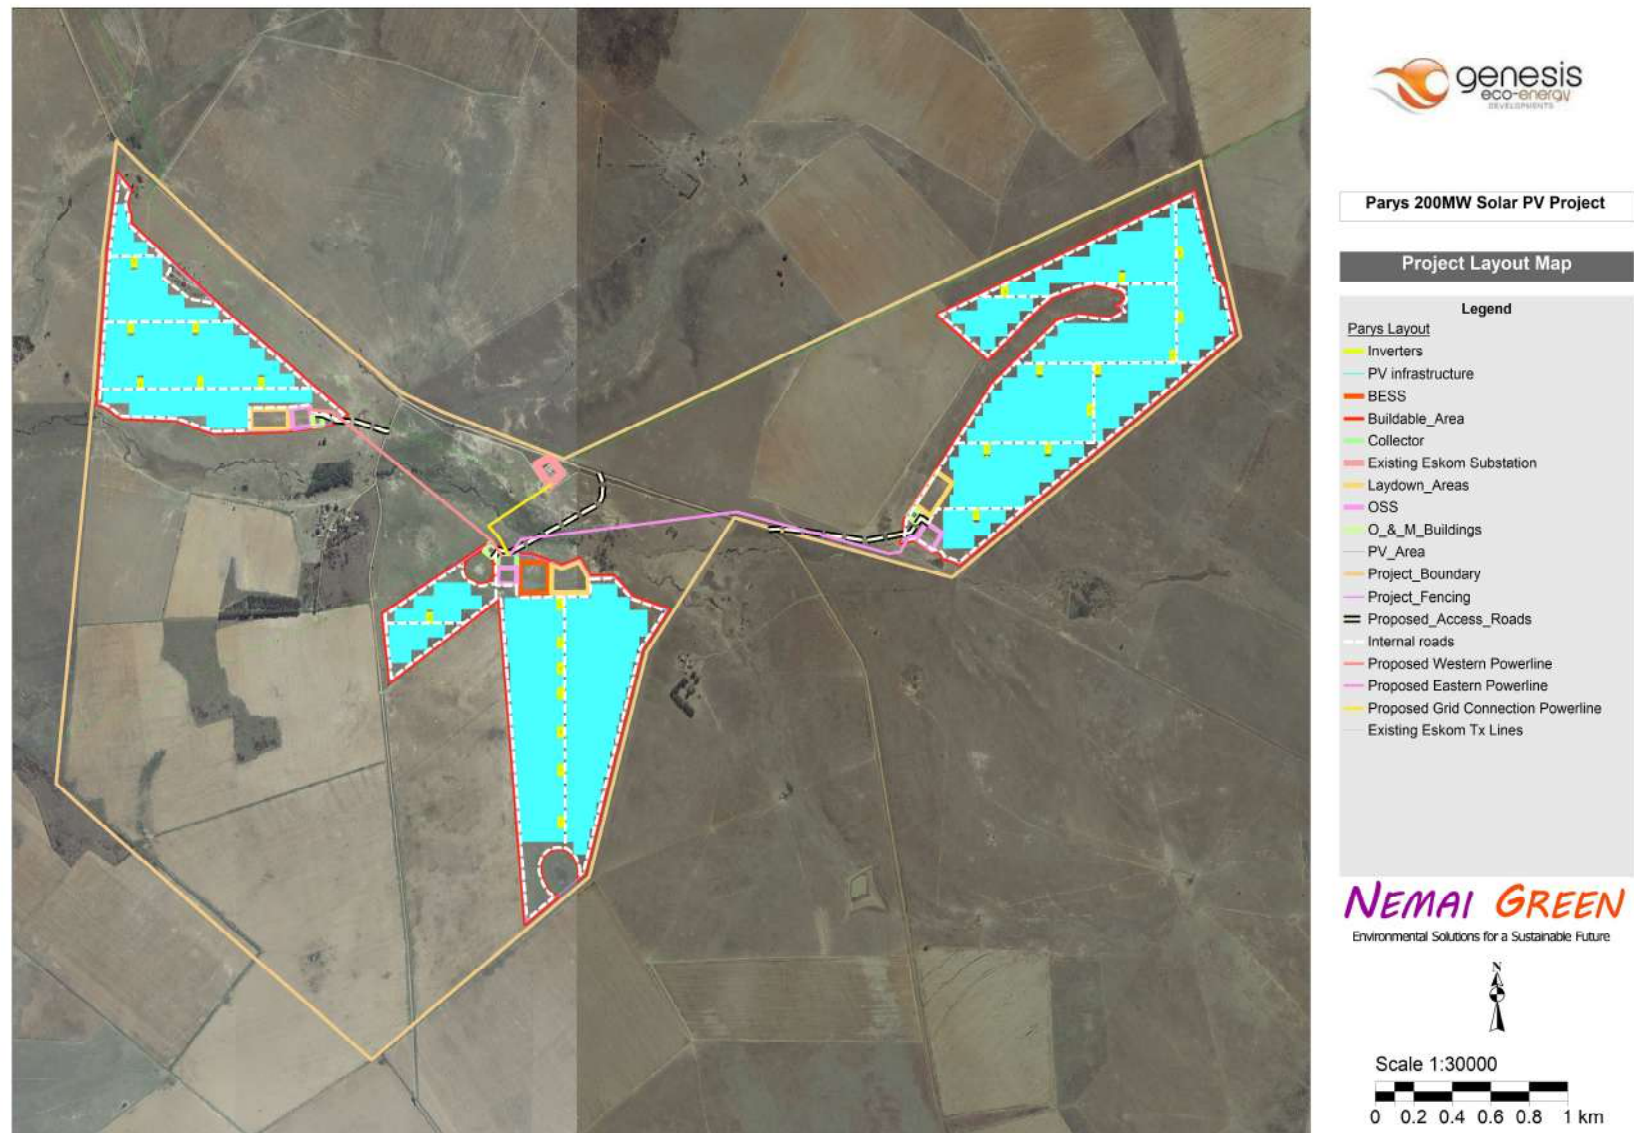 genesis
eco-energy
DEVELOPMENTS
Parys 200MW Solar PV Project
Project Layout Map
Legend
Parys Layout
Inverters
PV infrastructure
BESS
Buildable_Area
Collector
Existing Eskom Substation
Laydown_Areas
OSS
O_&_M_Buildings
PV_Area
Project_Boundary
Project_Fencing
Proposed_Access_Roads
Internal roads
Proposed Western Powerline
Proposed Eastern Powerline
Proposed Grid Connection Powerline
Existing Eskom Tx Lines
NEMAI GREEN
Environmental Solutions for a Sustainable Future
N
Scale 1:30000
0 0.2 0.4 0.6 0.8 1 km